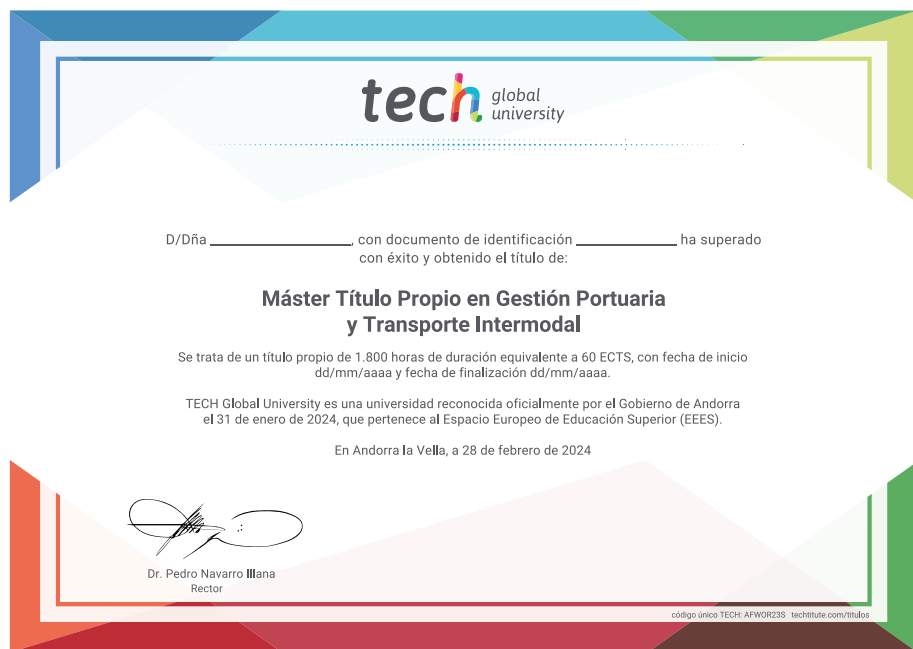 tech global university
D/Dña ____________________, con documento de identificación ______________ ha superado
con éxito y obtenido el título de:
Máster Título Propio en Gestión Portuaria
y Transporte Intermodal
Se trata de un título propio de 1.800 horas de duración equivalente a 60 ECTS, con fecha de inicio
dd/mm/aaaa y fecha de finalización dd/mm/aaaa.
TECH Global University es una universidad reconocida oficialmente por el Gobierno de Andorra
el 31 de enero de 2024, que pertenece al Espacio Europeo de Educación Superior (EEES).
En Andorra la Vella, a 28 de febrero de 2024
Dr. Pedro Navarro Illana
Rector
código único TECH: AFWOR23S techtitute.com/titulos